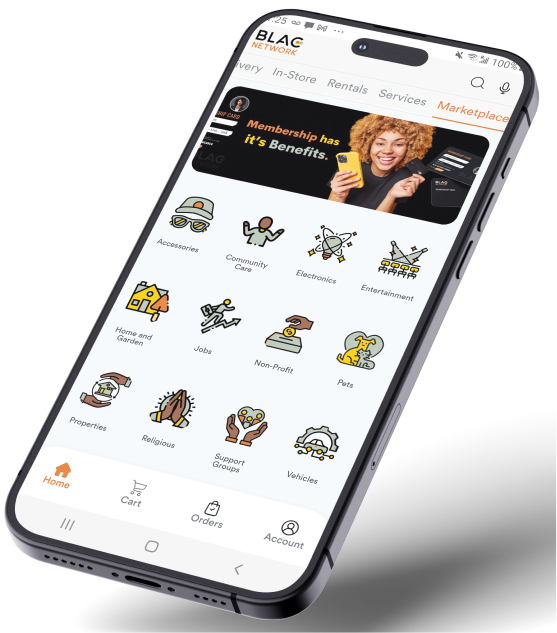 :25
100%
BLAC
NETWORK
very In-Store Rentals Services Marketplace
Membership has
it's Benefits.
Accessories
Community
Care
Electronics
Entertainment
Home and
Garden
Jobs
Non-Profit
Pets
Properties
Religious
Support
Groups
Vehicles
Home
Cart
Orders
Account